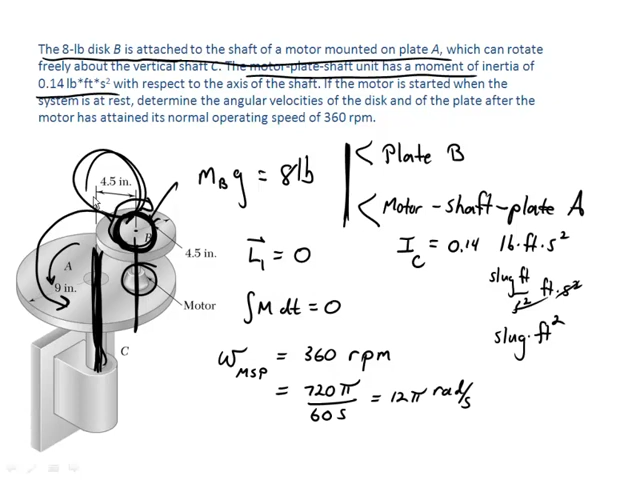 The 8-lb disk B is attached to the shaft of a motor mounted on plate A, which can rotate
freely about the vertical shaft C. The motor-plate-shaft unit has a moment of inertia of
0.14 lb*ft*s² with respect to the axis of the shaft. If the motor is started when the
system is at rest, determine the angular velocities of the disk and of the plate after the
motor has attained its normal operating speed of 360 rpm.
4.5 in.
B
4.5 in.
A
9 in.
Motor
C
M_B g = 8lb
L₁ = 0
∫M dt = 0
ω_MSP = 360 rpm
= 720π / 60 s = 12π rad/s
< Plate B
< Motor-shaft-plate A
I_C = 0.14 lb·ft·s²
slug ft / s² ft·s²
slug·ft²